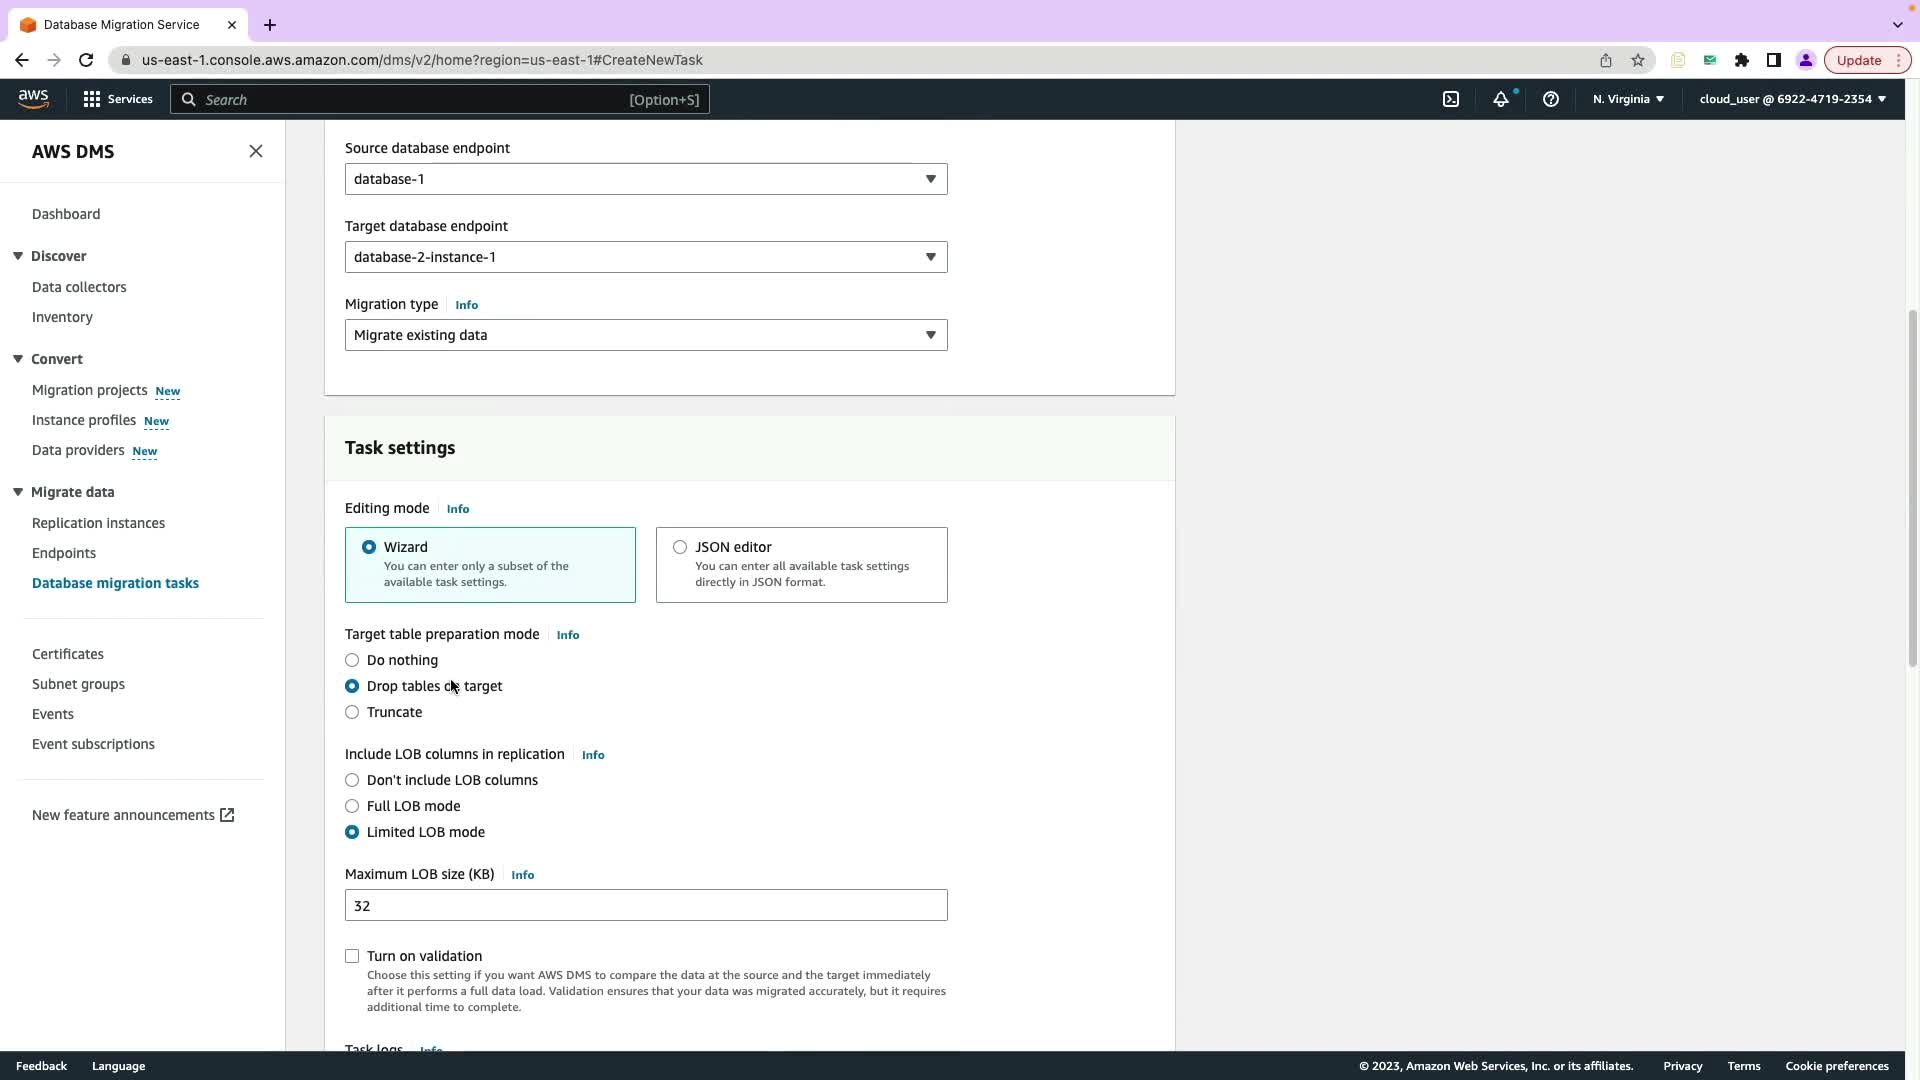 Database Migration Service
us-east-1.console.aws.amazon.com/dms/v2/home?region=us-east-1#CreateNewTask
Update
aws
Services
Search
[Option+S]
N. Virginia
cloud_user @ 6922-4719-2354
AWS DMS
Dashboard
Discover
Data collectors
Inventory
Convert
Migration projects New
Instance profiles New
Data providers New
Migrate data
Replication instances
Endpoints
Database migration tasks
Certificates
Subnet groups
Events
Event subscriptions
New feature announcements
Source database endpoint
database-1
Target database endpoint
database-2-instance-1
Migration type Info
Migrate existing data
Task settings
Editing mode Info
Wizard
You can enter only a subset of the
available task settings.
JSON editor
You can enter all available task settings
directly in JSON format.
Target table preparation mode Info
Do nothing
Drop tables on target
Truncate
Include LOB columns in replication Info
Don't include LOB columns
Full LOB mode
Limited LOB mode
Maximum LOB size (KB) Info
32
Turn on validation
Choose this setting if you want AWS DMS to compare the data at the source and the target immediately
after it performs a full data load. Validation ensures that your data was migrated accurately, but it requires
additional time to complete.
Task logs Info
Feedback
Language
© 2023, Amazon Web Services, Inc. or its affiliates.
Privacy
Terms
Cookie preferences